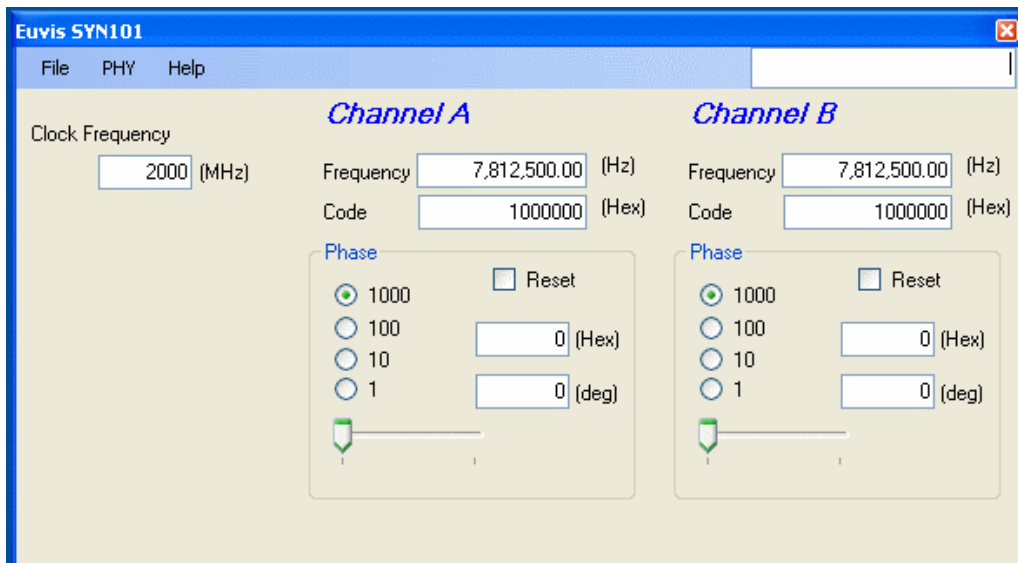 Euvis SYN101
File PHY Help
Clock Frequency
2000 (MHz)
Channel A
Frequency 7,812,500.00 (Hz)
Code 1000000 (Hex)
Phase
Reset
1000
100
10
1
0 (Hex)
0 (deg)
Channel B
Frequency 7,812,500.00 (Hz)
Code 1000000 (Hex)
Phase
Reset
1000
100
10
1
0 (Hex)
0 (deg)